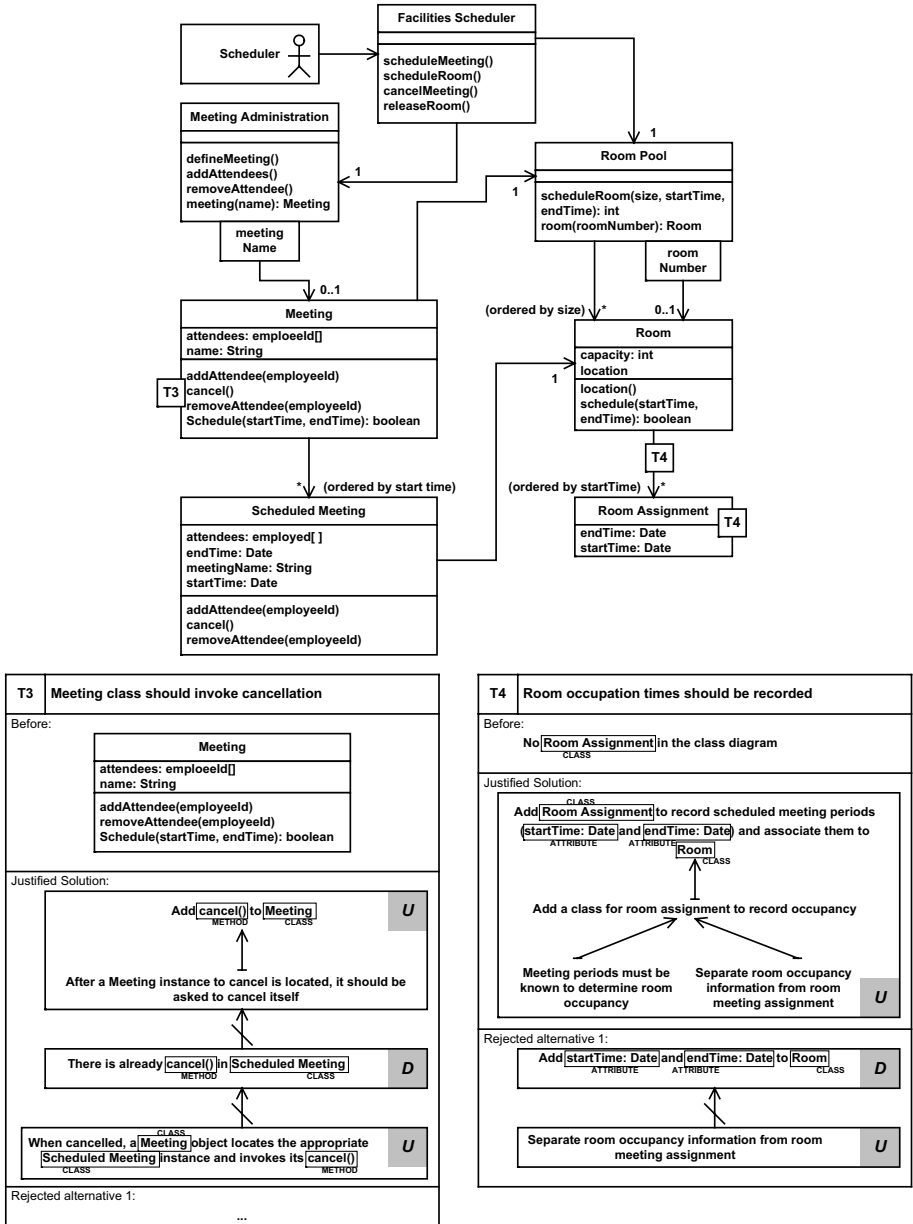 Facilities Scheduler
scheduleMeeting()
scheduleRoom()
cancelMeeting()
releaseRoom()
Scheduler
Meeting Administration
defineMeeting()
addAttendees()
removeAttendee()
meeting(name): Meeting
meeting
Name
1
1
1
Room Pool
scheduleRoom(size, startTime,
endTime): int
room(roomNumber): Room
room
Number
0..1
Meeting
attendees: emploeeId[]
name: String
addAttendee(employeeId)
cancel()
removeAttendee(employeeId)
Schedule(startTime, endTime): boolean
T3
(ordered by size)
*
0..1
Room
capacity: int
location
location()
schedule(startTime,
endTime): boolean
1
T4
* (ordered by start time)
(ordered by startTime) *
Scheduled Meeting
attendees: employed[ ]
endTime: Date
meetingName: String
startTime: Date
addAttendee(employeeId)
cancel()
removeAttendee(employeeId)
Room Assignment
endTime: Date
startTime: Date
T4
T3 Meeting class should invoke cancellation
Before:
Meeting
attendees: emploeeId[]
name: String
addAttendee(employeeId)
removeAttendee(employeeId)
Schedule(startTime, endTime): boolean
Justified Solution:
Add cancel() to Meeting
METHOD CLASS
U
After a Meeting instance to cancel is located, it should be
asked to cancel itself
There is already cancel() in Scheduled Meeting
METHOD CLASS
D
CLASS
When cancelled, a Meeting object locates the appropriate
Scheduled Meeting instance and invokes its cancel()
CLASS METHOD
U
Rejected alternative 1:
...
T4 Room occupation times should be recorded
Before:
No Room Assignment in the class diagram
CLASS
Justified Solution:
CLASS
Add Room Assignment to record scheduled meeting periods
(startTime: Date and endTime: Date) and associate them to
ATTRIBUTE ATTRIBUTE
Room
CLASS
Add a class for room assignment to record occupancy
Meeting periods must be
known to determine room
occupancy
Separate room occupancy
information from room
meeting assignment
U
Rejected alternative 1:
Add startTime: Date and endTime: Date to Room
ATTRIBUTE ATTRIBUTE CLASS
D
Separate room occupancy information from room
meeting assignment
U